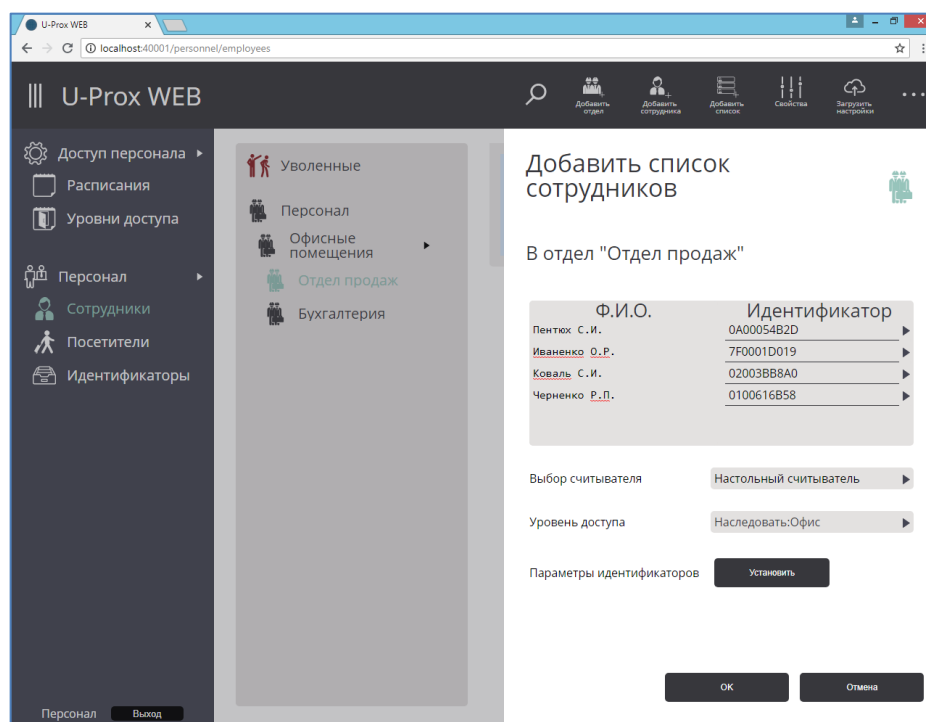 U-Prox WEB
localhost:40001/personnel/employees
U-Prox WEB
Добавить отдел
Добавить сотрудника
Добавить список
Свойства
Загрузить настройки
Доступ персонала
Расписания
Уровни доступа
Персонал
Сотрудники
Посетители
Идентификаторы
Персонал
Выход
Уволенные
Персонал
Офисные
помещения
Отдел продаж
Бухгалтерия
Добавить список
сотрудников
В отдел "Отдел продаж"
Ф.И.О. Идентификатор
Пентюх С.И. 0A00054B2D
Иваненко О.Р. 7F0001D019
Коваль С.И. 02003BB8A0
Черненко Р.П. 0100616B58
Выбор считывателя Настольный считыватель
Уровень доступа Наследовать:Офис
Параметры идентификаторов Установить
ОК Отмена